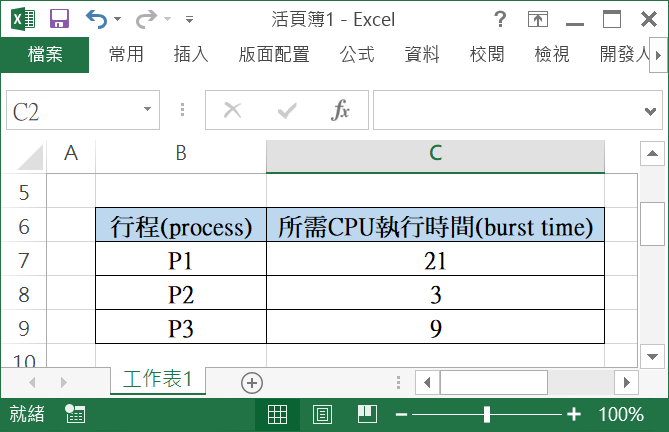 活頁簿1 - Excel
?
檔案 常用 插入 版面配置 公式 資料 校閱 檢視 開發人
C2 fx
A B C
5
6 行程(process) 所需CPU執行時間(burst time)
7 P1 21
8 P2 3
9 P3 9
10
工作表1
就緒 100%